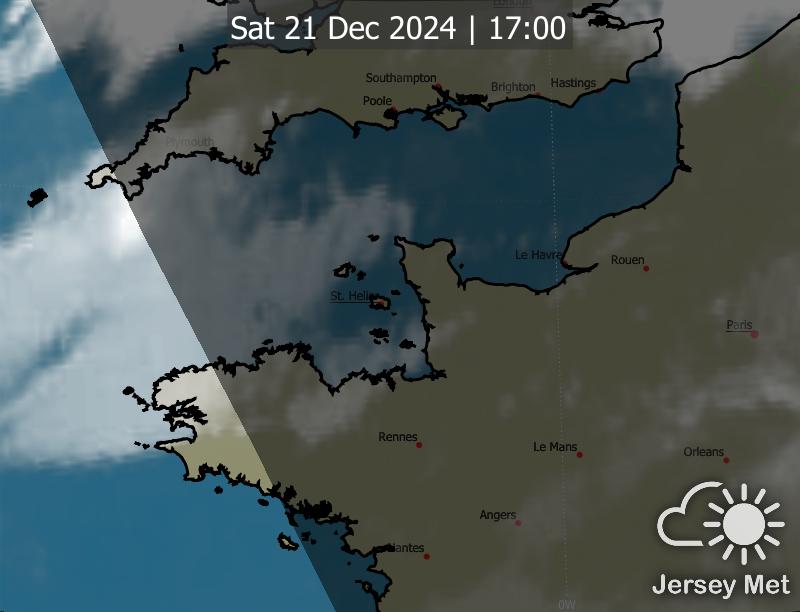 London
Sat 21 Dec 2024 | 17:00
Southampton
Brighton
Hastings
Poole
Plymouth
Le Havre
Rouen
St. Helier
Paris
Rennes
Le Mans
Orleans
Angers
Nantes
Jersey Met
0W